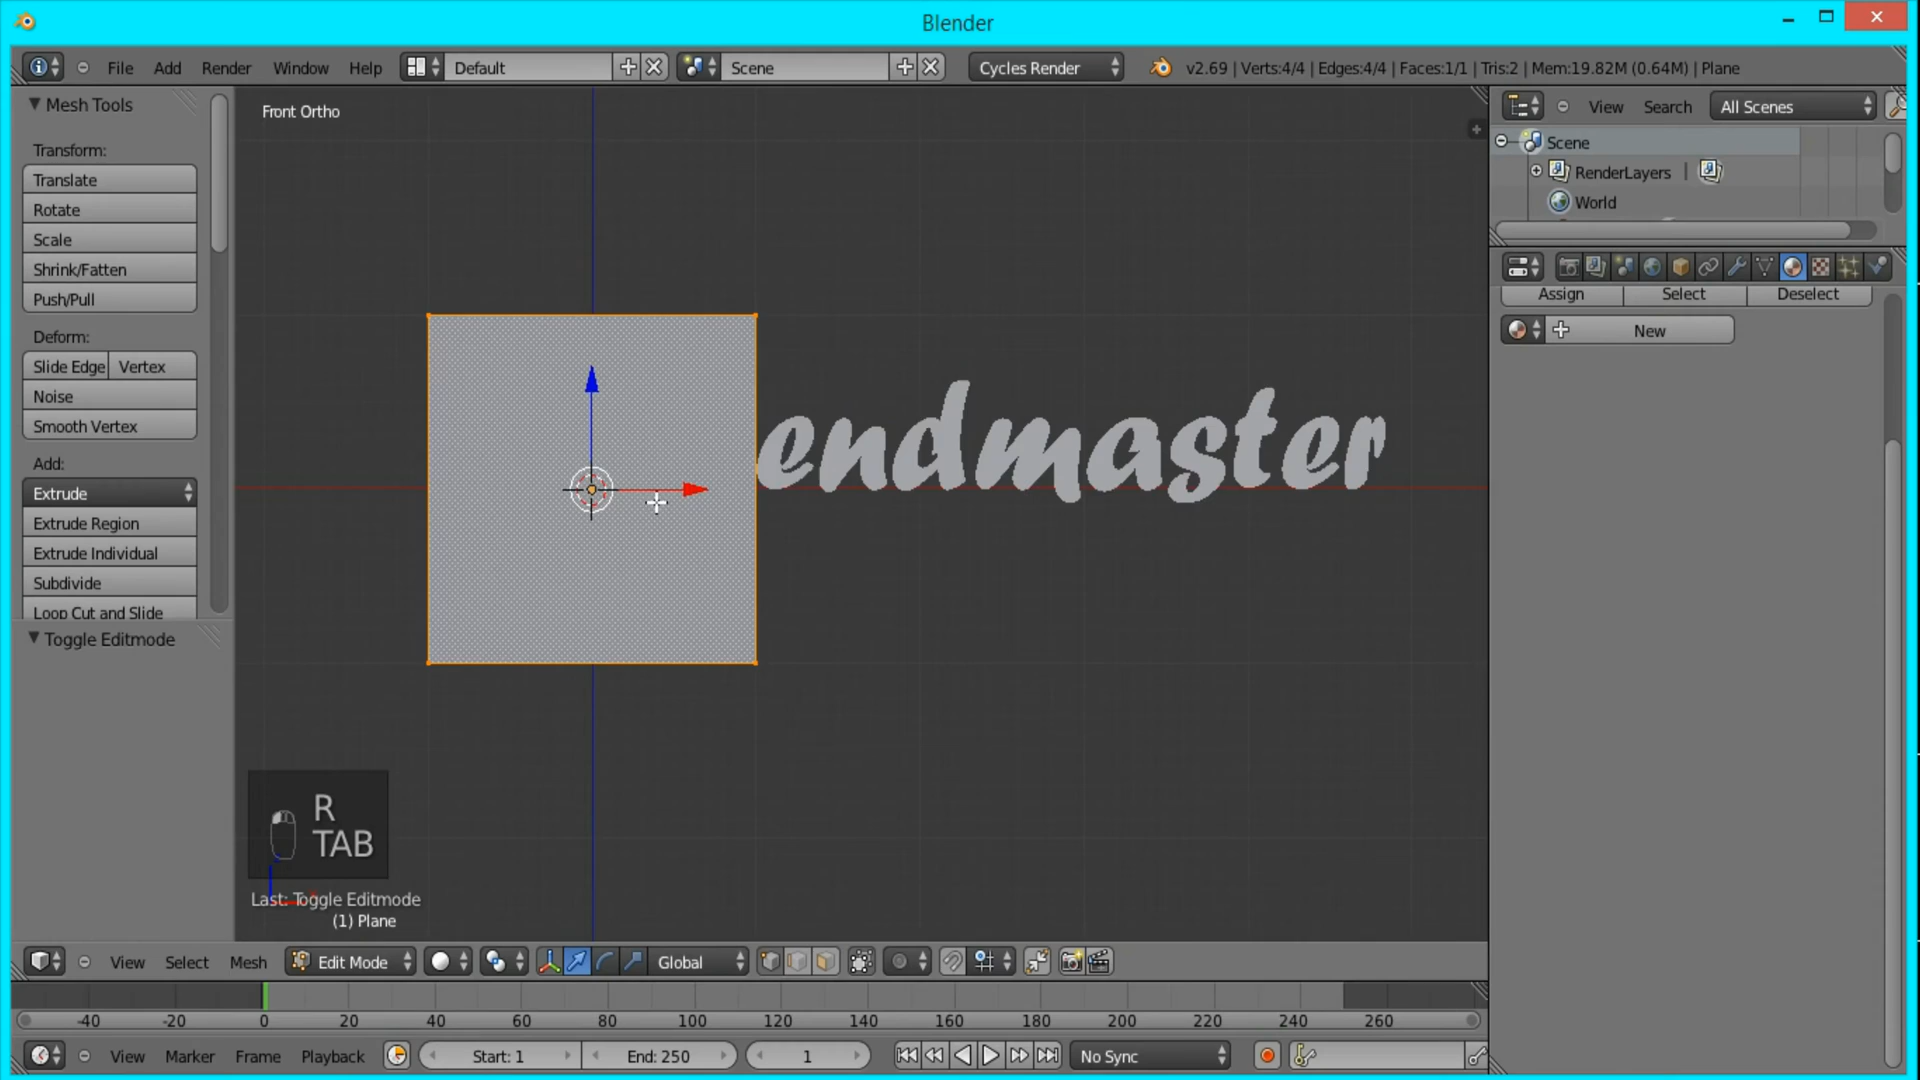 Blender
File Add Render Window Help Default Scene Cycles Render v2.69 | Verts:4/4 | Edges:4/4 | Faces:1/1 | Tris:2 | Mem:19.82M (0.64M) | Plane
Mesh Tools
Transform:
Translate
Rotate
Scale
Shrink/Fatten
Push/Pull
Deform:
Slide Edge Vertex
Noise
Smooth Vertex
Add:
Extrude
Extrude Region
Extrude Individual
Subdivide
Loop Cut and Slide
Toggle Editmode
Front Ortho
endmaster
R
TAB
Last: Toggle Editmode
(1) Plane
View Search All Scenes
Scene
RenderLayers |
World
Assign Select Deselect
New
View Select Mesh Edit Mode Global
-40 -20 0 20 40 60 80 100 120 140 160 180 200 220 240 260
View Marker Frame Playback Start: 1 End: 250 1 No Sync